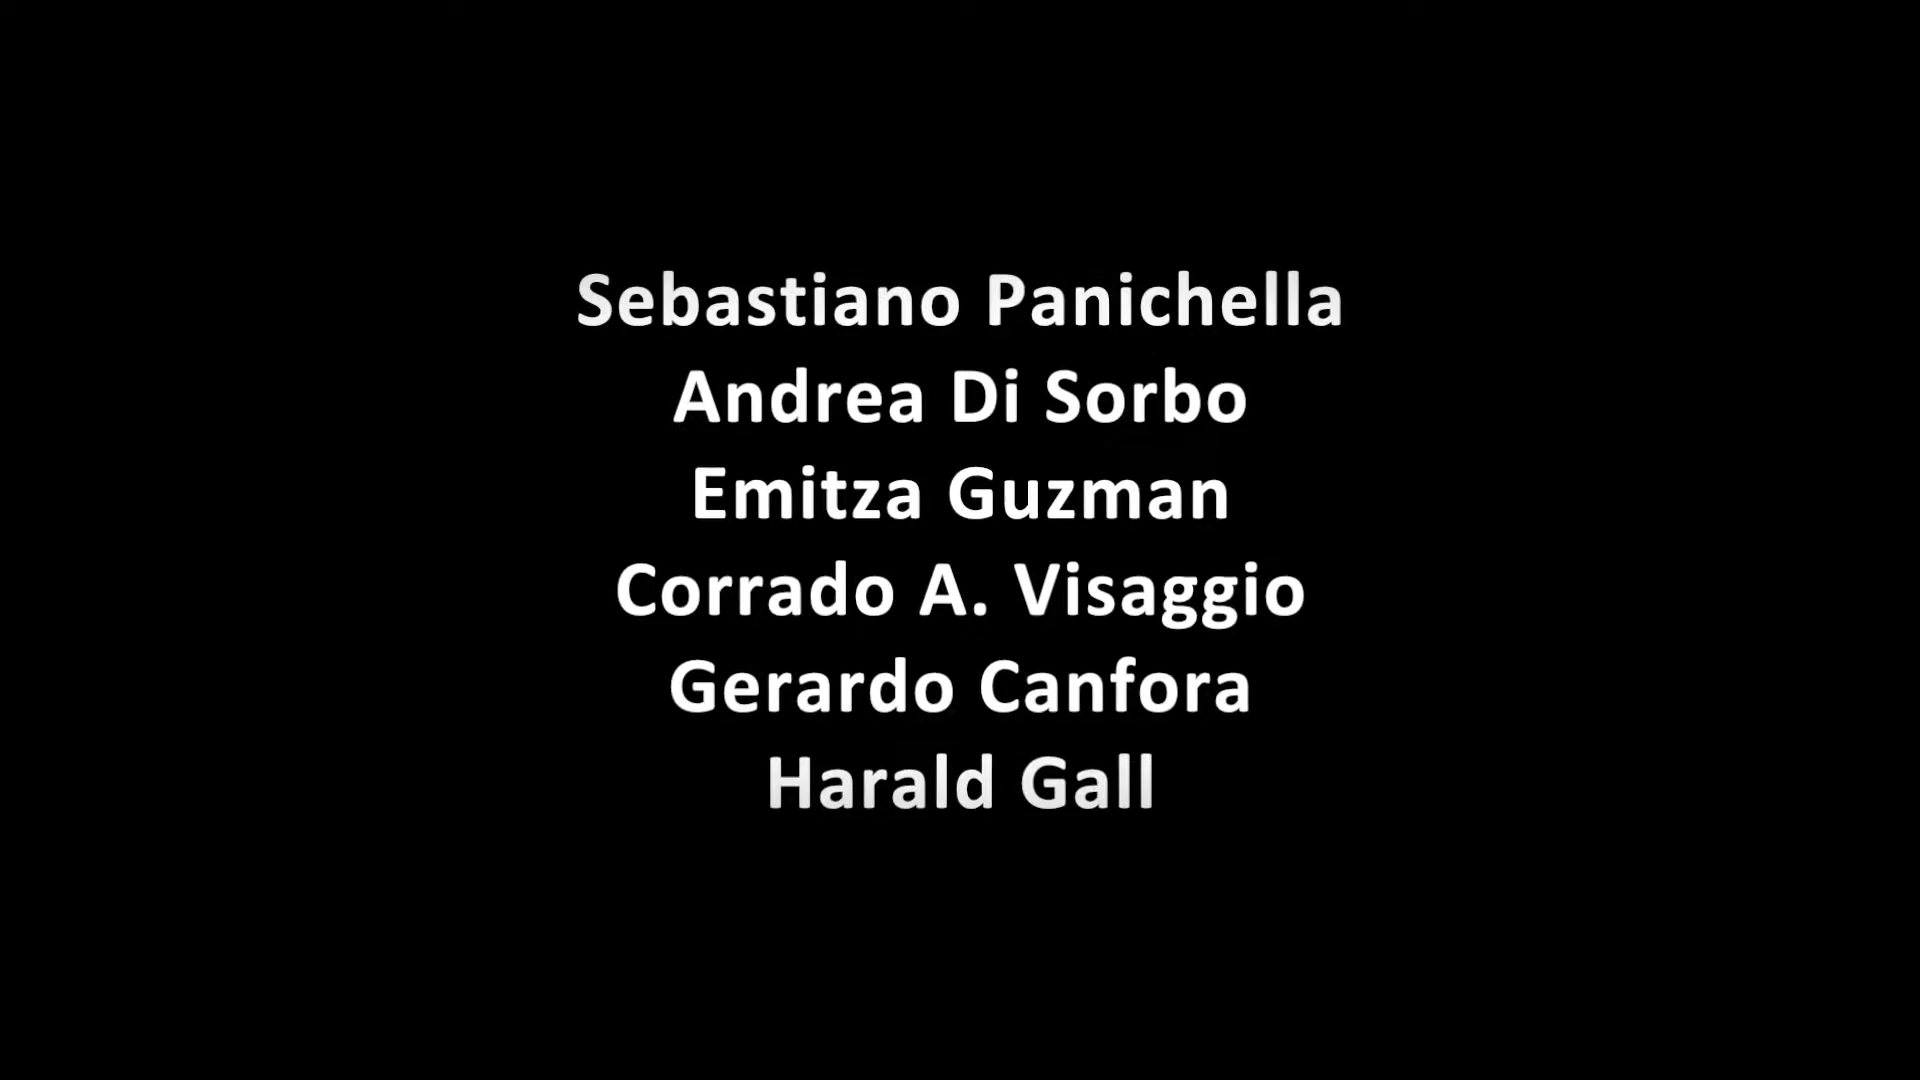 Sebastiano Panichella
Andrea Di Sorbo
Emitza Guzman
Corrado A. Visaggio
Gerardo Canfora
Harald Gall